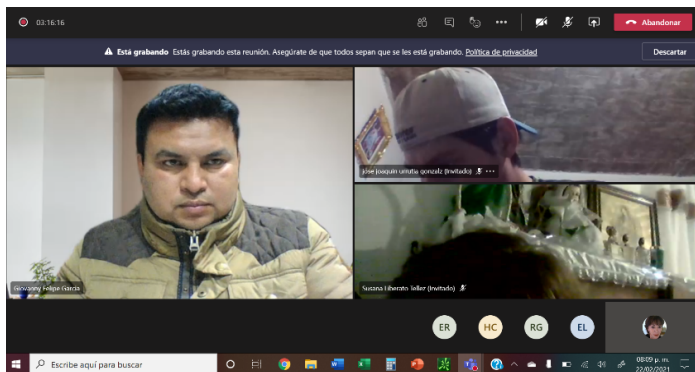 03:16:16
Abandonar
Está grabando Estás grabando esta reunión. Asegúrate de que todos sepan que se les está grabando. Política de privacidad
Descartar
jose joaquin urrutia gonzalz (Invitado)
Giovanny Felipe Garcia
Susana Liberato Tellez (Invitado)
ER
HC
RG
EL
Escribe aquí para buscar
08:09 p. m.
22/02/2021